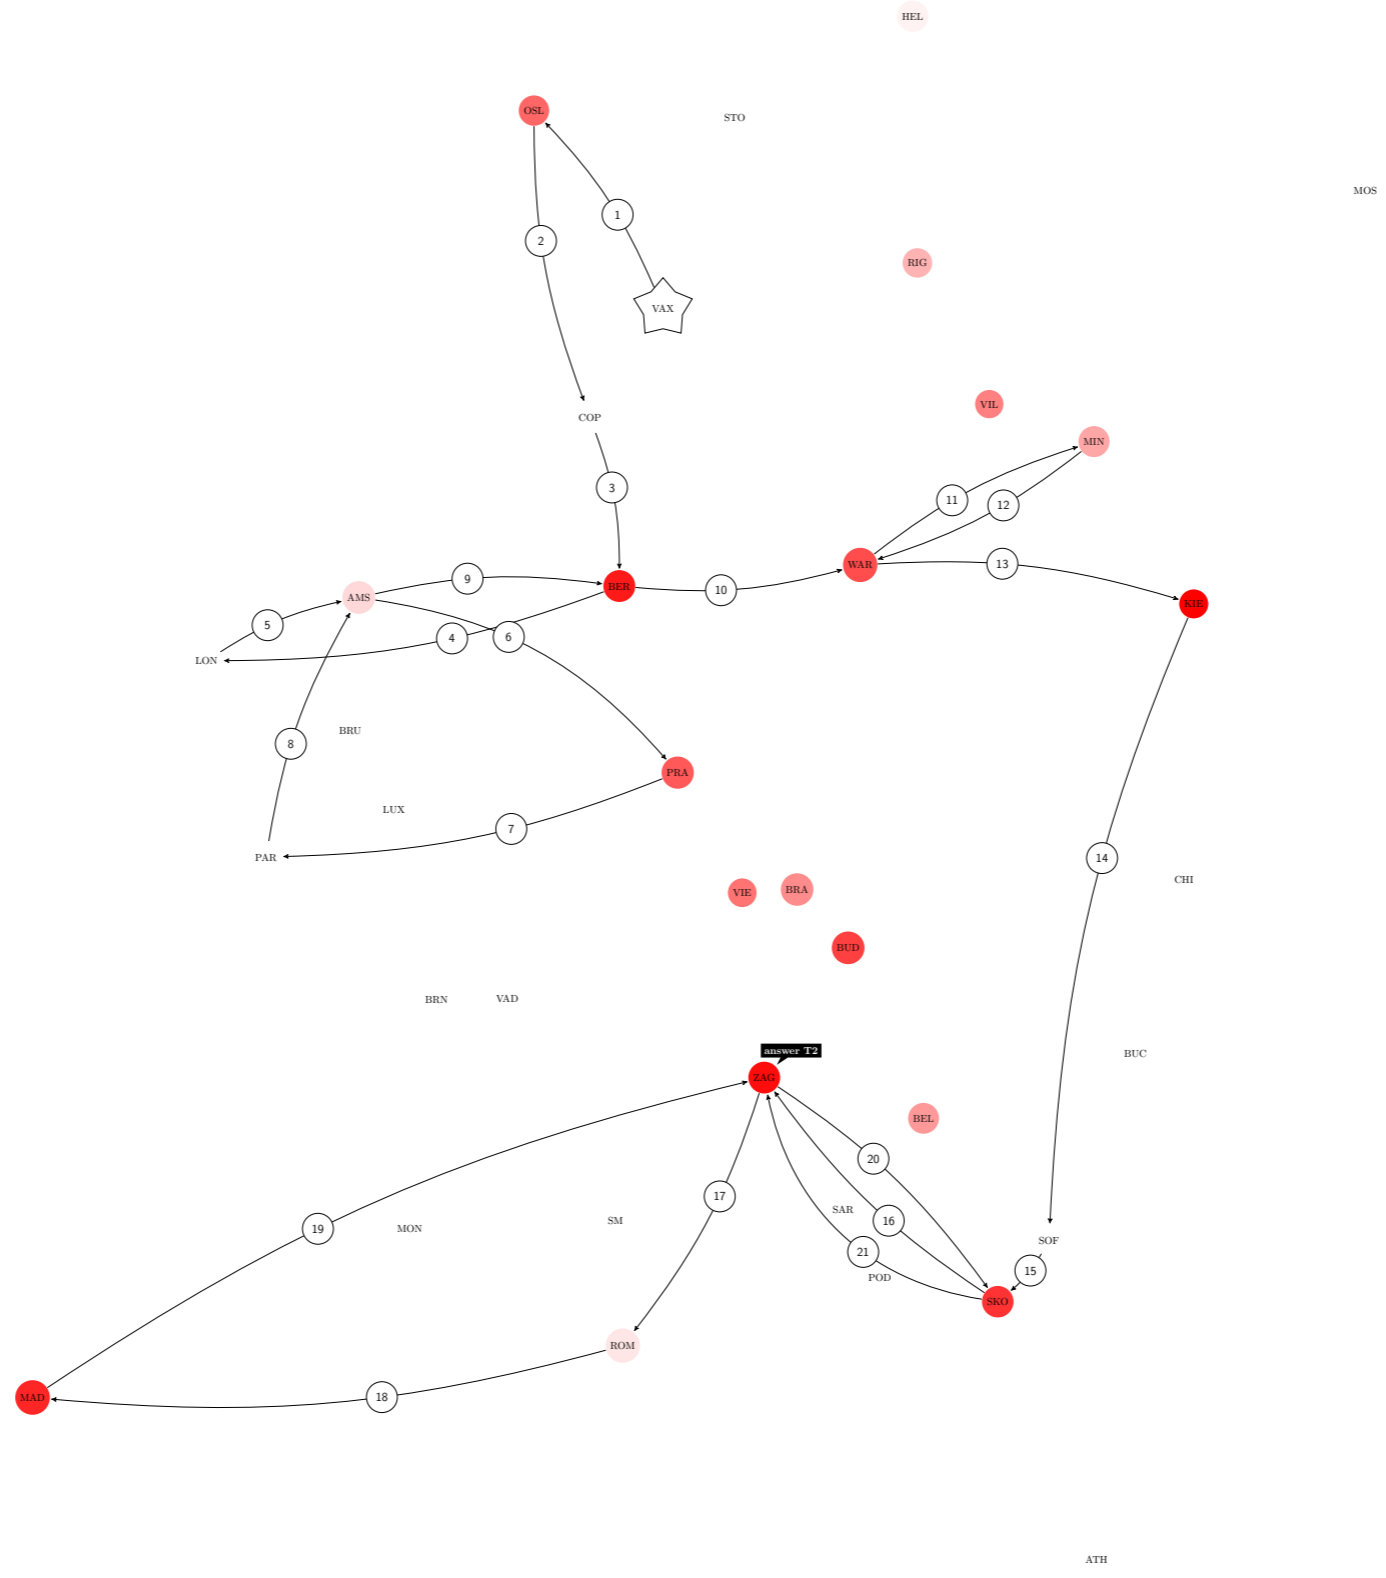 HEL
OSL
STO
MOS
1
2
RIG
VAX
VIL
COP
MIN
3
11
12
WAR
13
9
BER
10
AMS
KIE
5
4
6
LON
BRU
8
PRA
LUX
7
PAR
14
CHI
VIE
BRA
BUD
BRN
VAD
answer T2
BUC
ZAG
BEL
20
17
SAR
16
SM
MON
19
SOF
21
15
POD
SKO
ROM
MAD
18
ATH